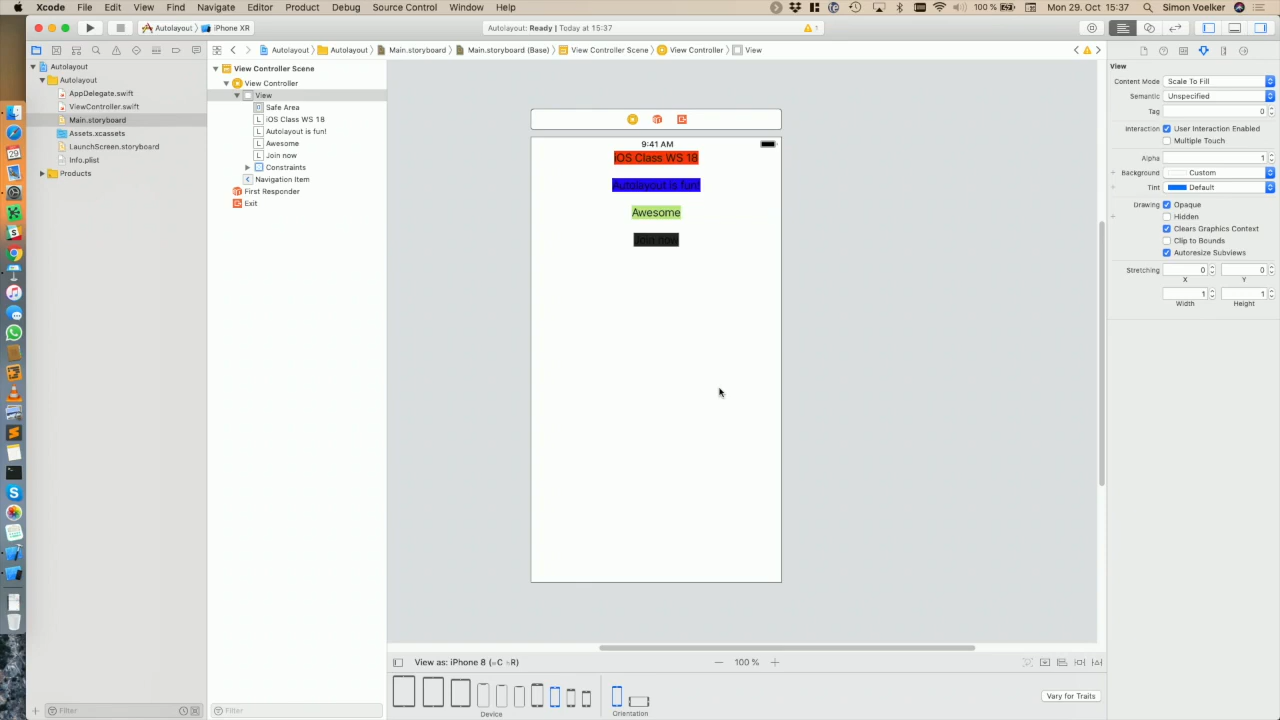 Xcode File Edit View Find Navigate Editor Product Debug Source Control Window Help 100 % Mon 29. Oct 15:37 Simon Voelker
Autolayout iPhone XR Autolayout: Ready | Today at 15:37 1
Autolayout Autolayout Main.storyboard Main.storyboard (Base) View Controller Scene View Controller View
Autolayout
Autolayout
AppDelegate.swift
ViewController.swift
Main.storyboard
Assets.xcassets
LaunchScreen.storyboard
Info.plist
Products
View Controller Scene
View Controller
View
Safe Area
L iOS Class WS 18
L Autolayout is fun!
L Awesome
L Join now
Constraints
Navigation Item
First Responder
Exit
9:41 AM
iOS Class WS 18
Autolayout is fun!
Awesome
Join now
View
Content Mode Scale To Fill
Semantic Unspecified
Tag 0
Interaction User Interaction Enabled
Multiple Touch
Alpha 1
Background Custom
Tint Default
Drawing Opaque
Hidden
Clears Graphics Context
Clip to Bounds
Autoresize Subviews
Stretching 0 0
X Y
1 1
Width Height
View as: iPhone 8 (wC hR) 100 %
Device Orientation Vary for Traits
Filter Filter